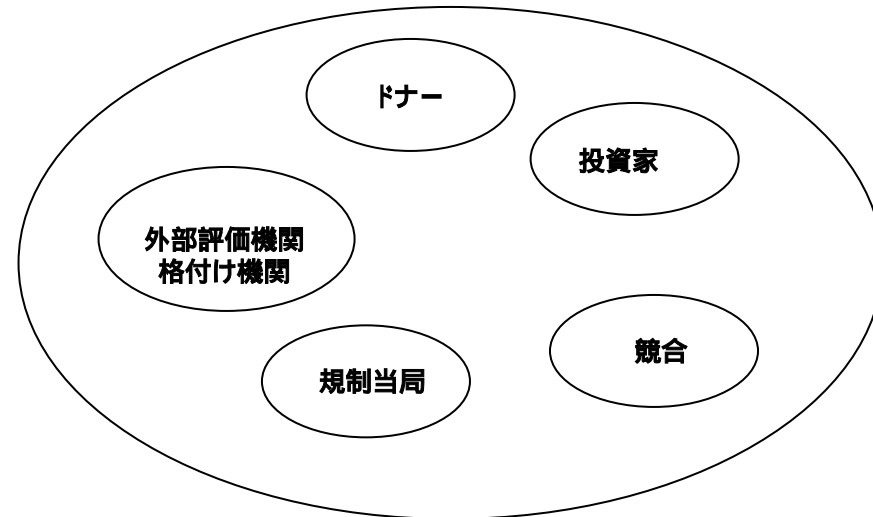 ドナー
投資家
外部評価機関
格付け機関
競合
規制当局